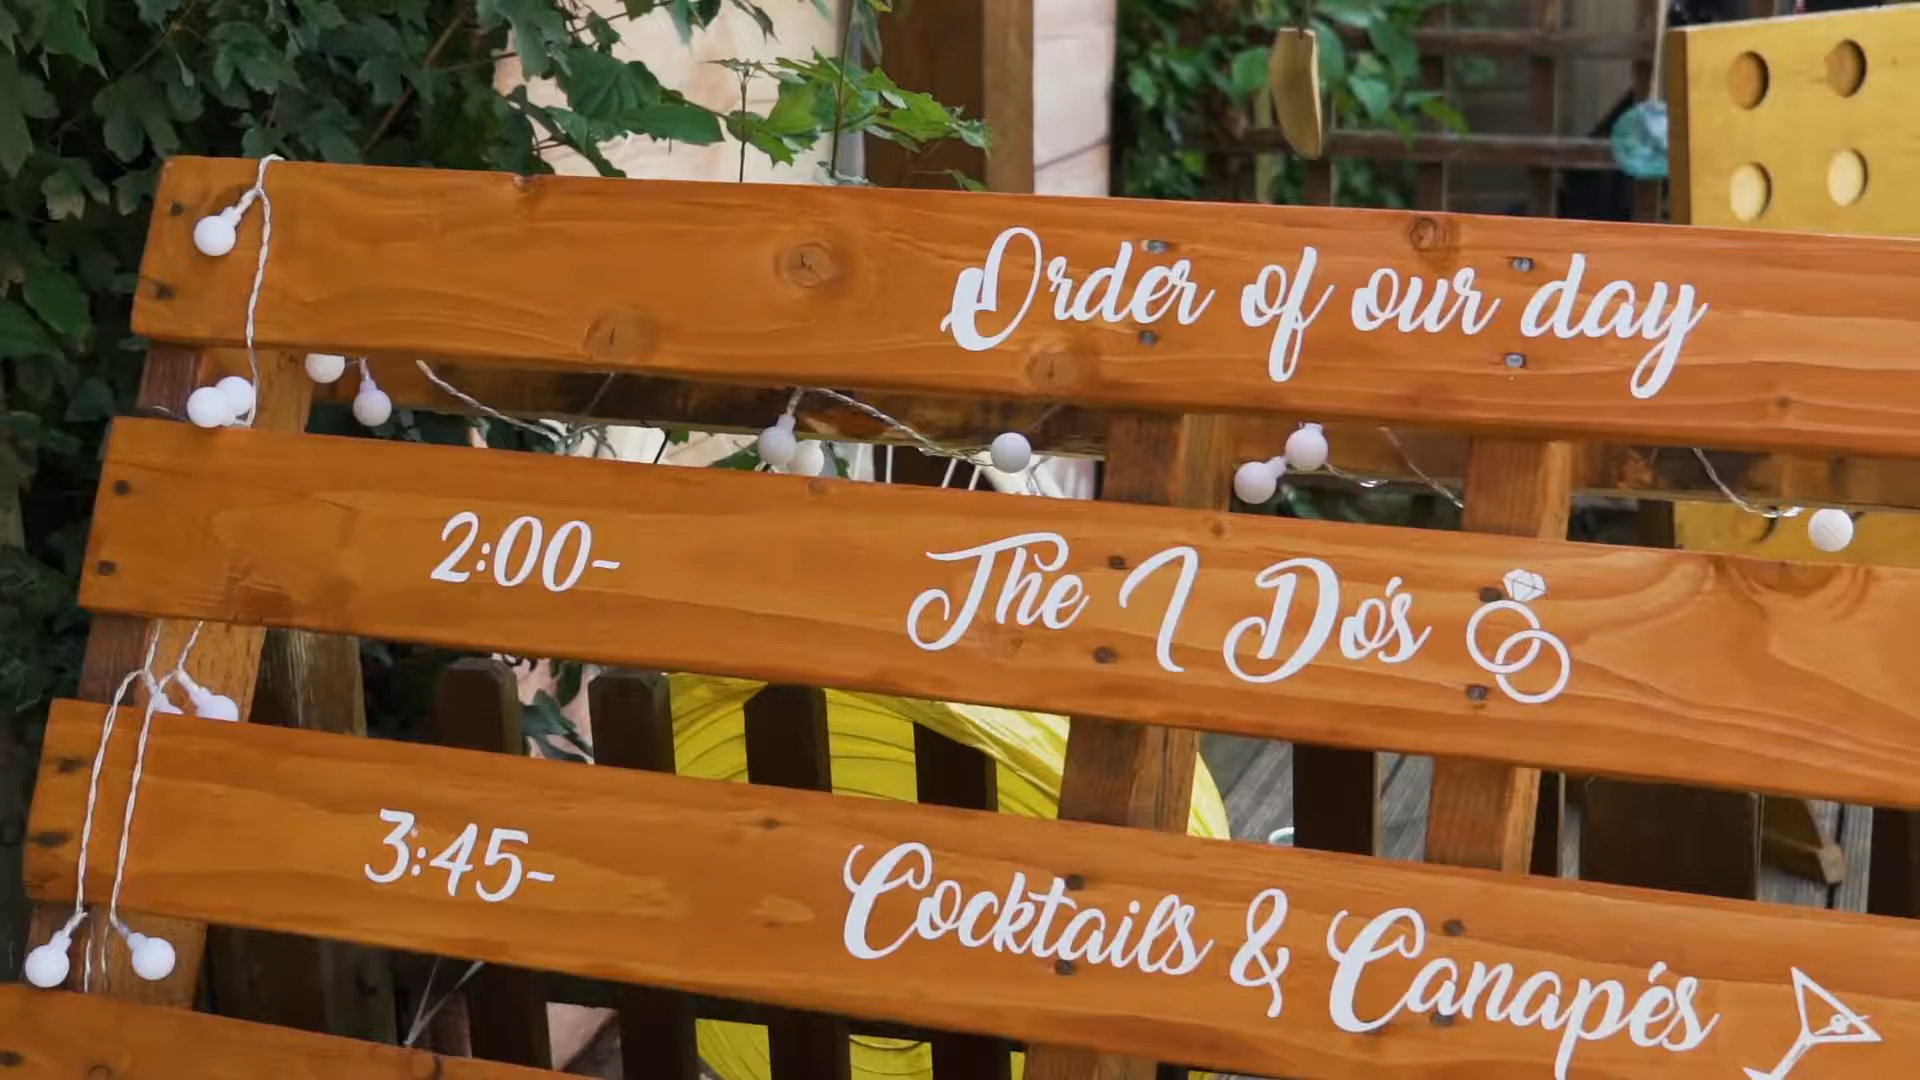 Order of our day
2:00- The I Do's
3:45- Cocktails & Canapés